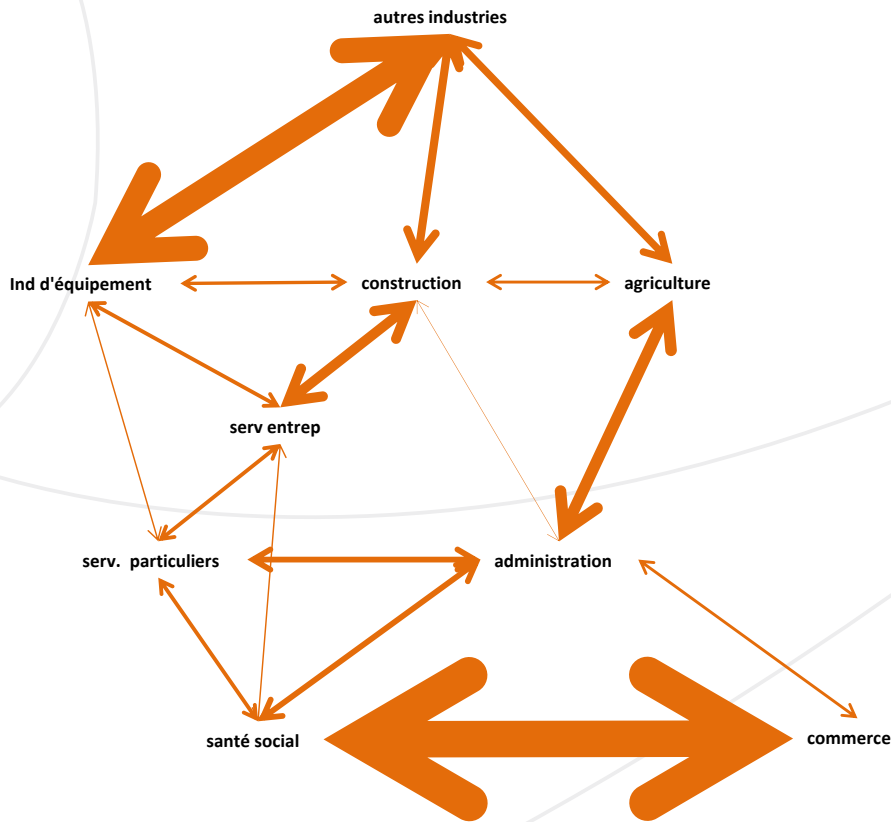 autres industries
Ind d'équipement
construction
agriculture
serv entrep
serv. particuliers
administration
santé social
commerce